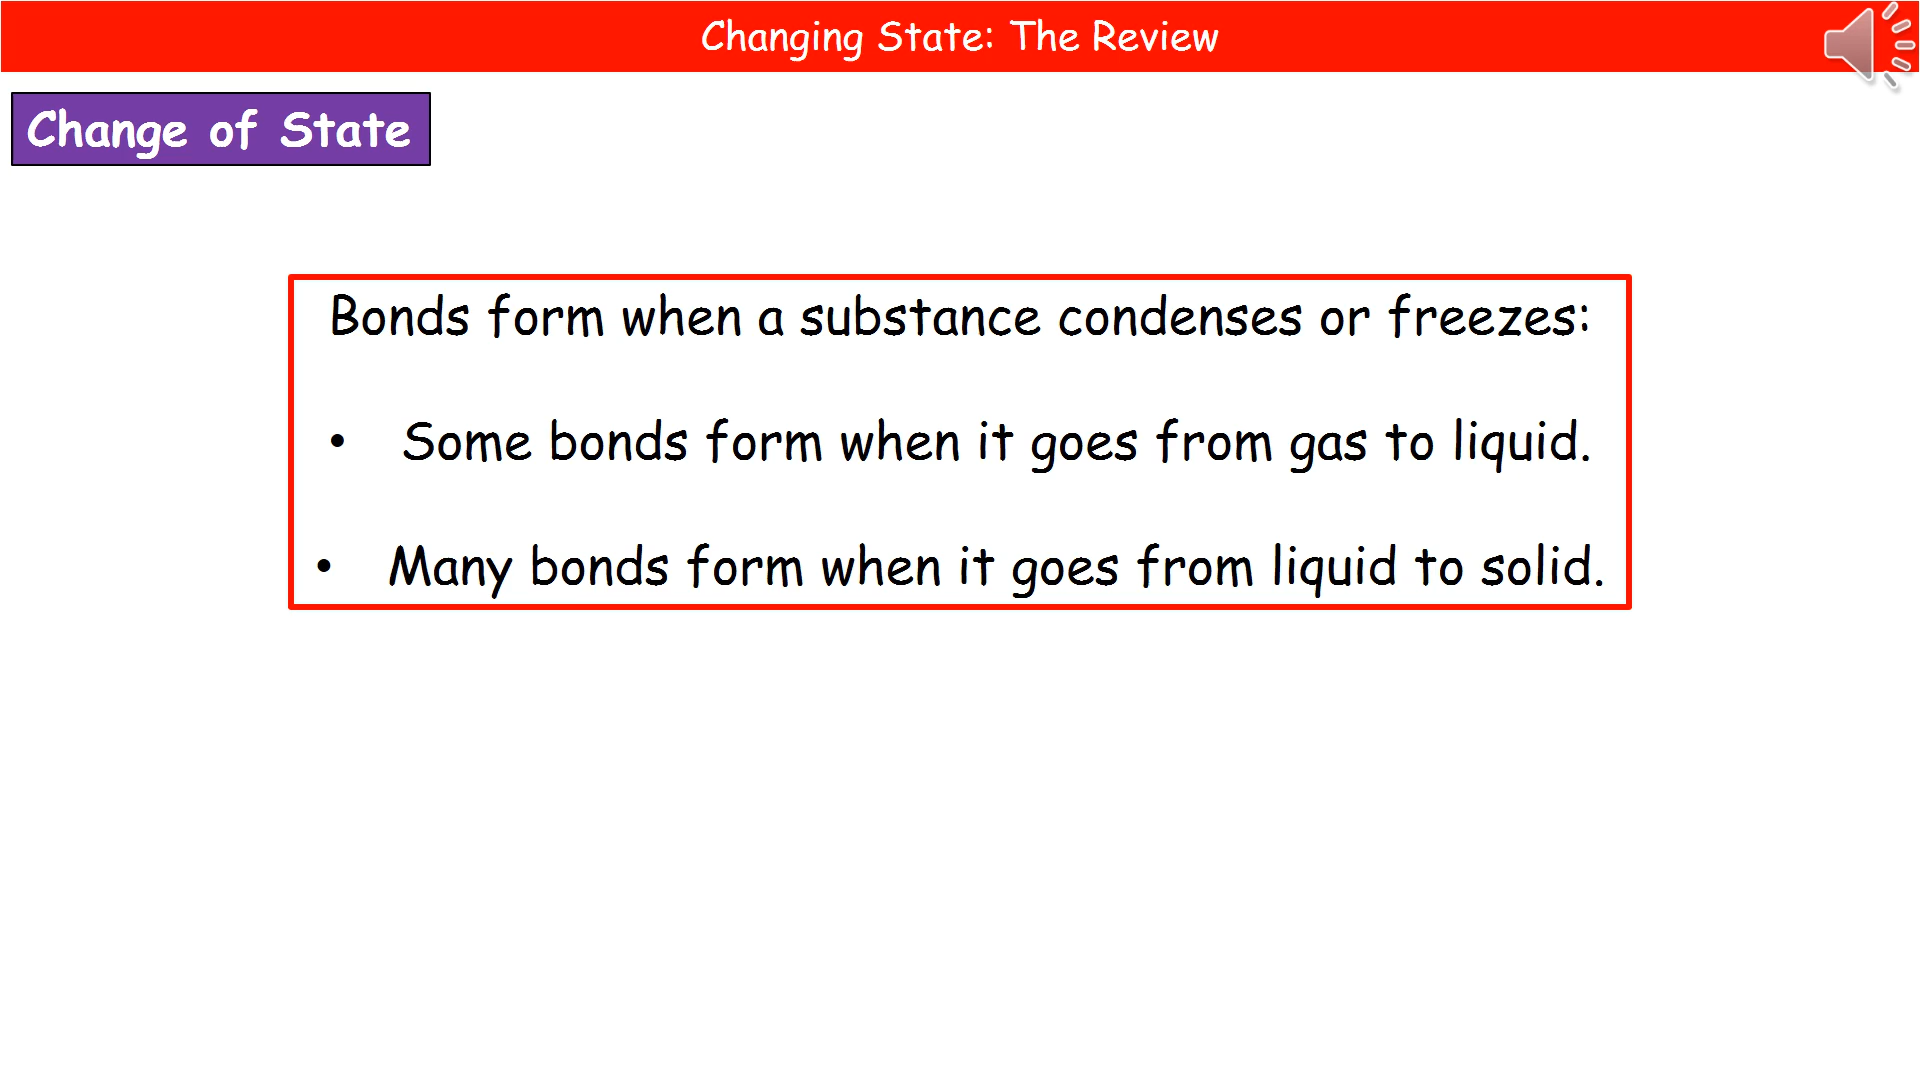 Changing State: The Review
Change of State
Bonds form when a substance condenses or freezes:
• Some bonds form when it goes from gas to liquid.
• Many bonds form when it goes from liquid to solid.